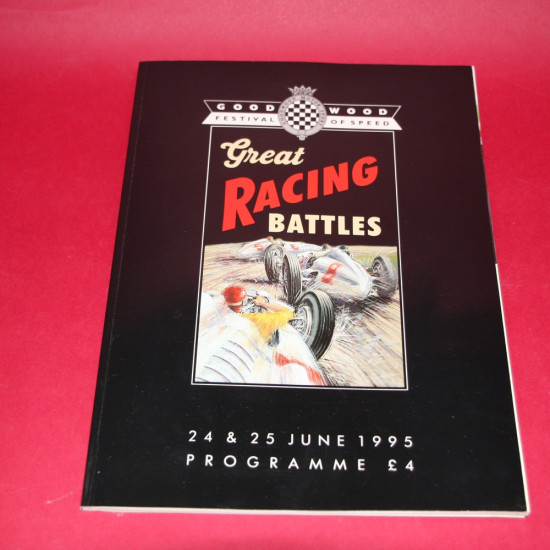 GOOD WOOD
FESTIVAL OF SPEED
Great
RACING
BATTLES
24 & 25 JUNE 1995
PROGRAMME £4